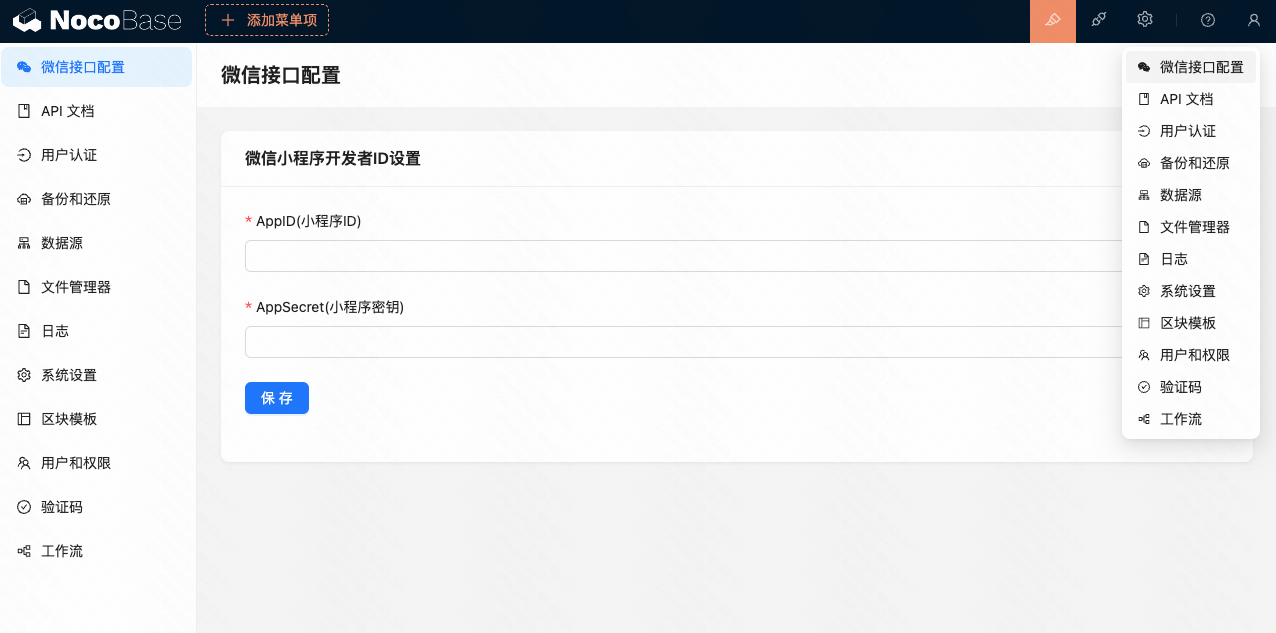 NocoBase
添加菜单项
微信接口配置
API 文档
用户认证
备份和还原
数据源
文件管理器
日志
系统设置
区块模板
用户和权限
验证码
工作流
微信接口配置
微信小程序开发者ID设置
* AppID(小程序ID)
* AppSecret(小程序密钥)
保 存
微信接口配置
API 文档
用户认证
备份和还原
数据源
文件管理器
日志
系统设置
区块模板
用户和权限
验证码
工作流